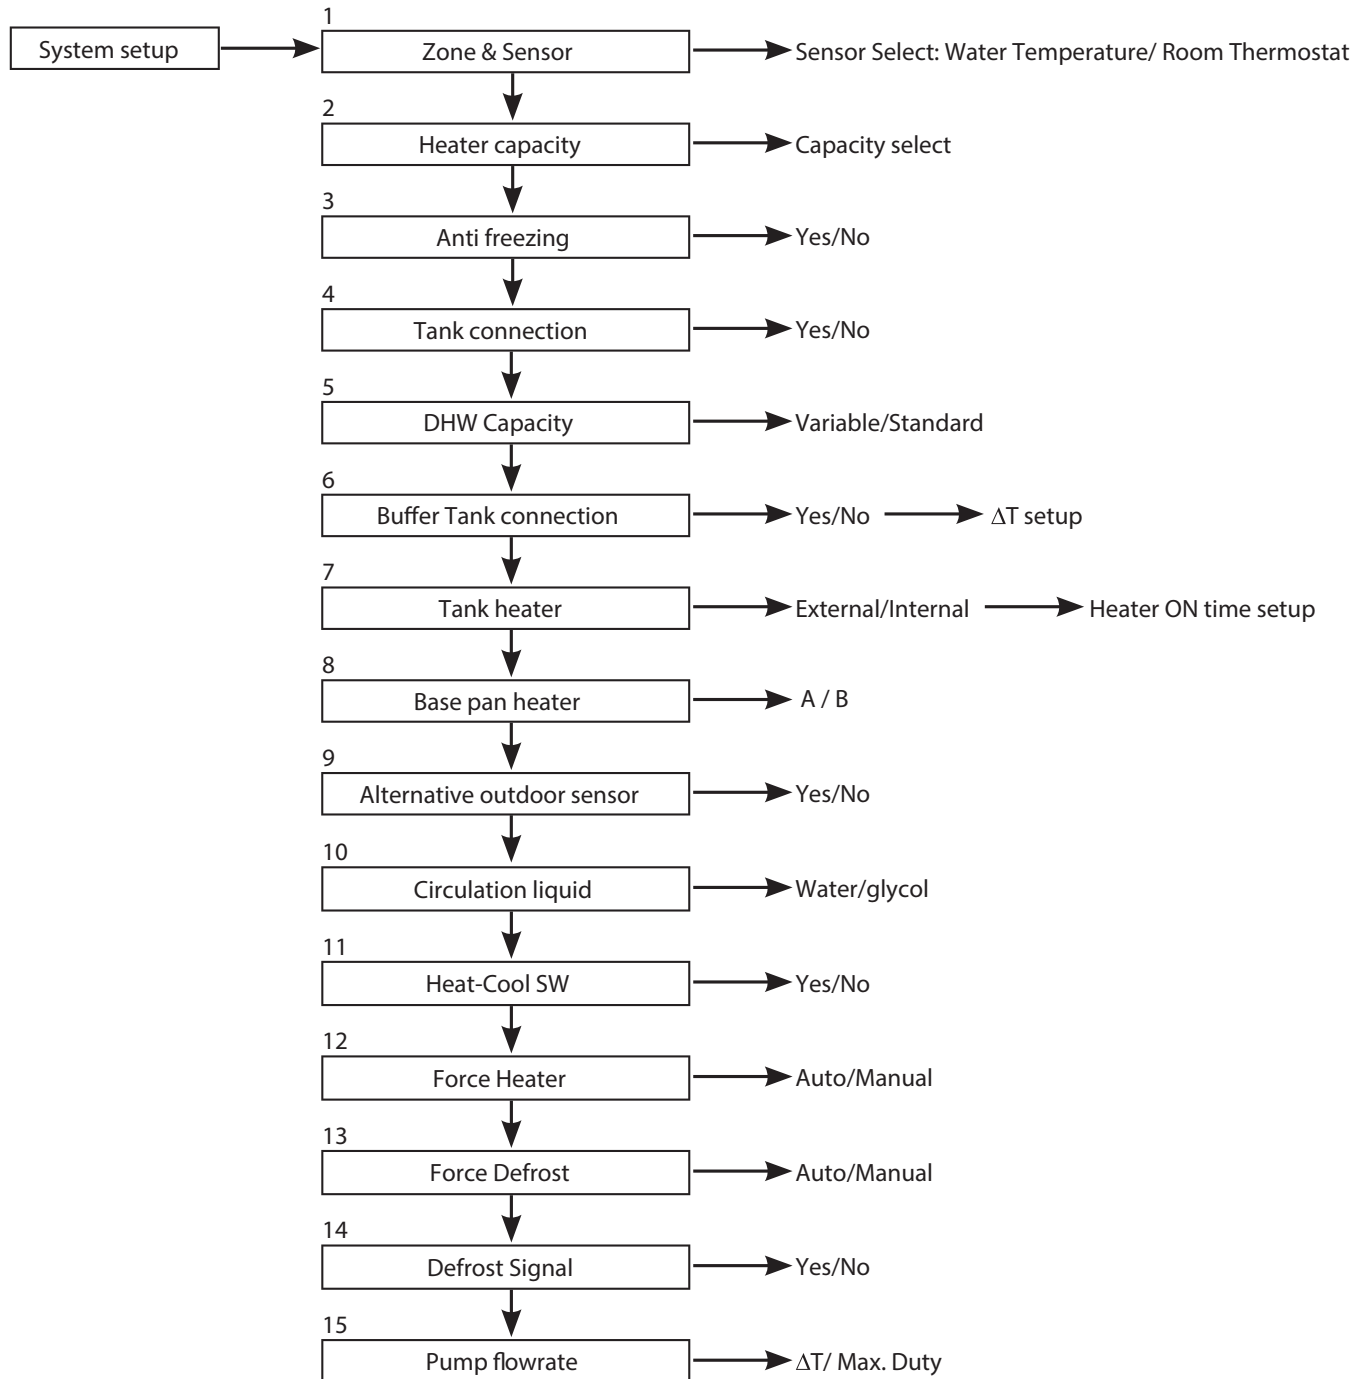 1
System setup
Zone & Sensor
Sensor Select: Water Temperature/ Room Thermostat
2
Heater capacity
Capacity select
3
Anti freezing
Yes/No
4
Tank connection
Yes/No
5
DHW Capacity
Variable/Standard
6
Buffer Tank connection
Yes/No
ΔT setup
7
Tank heater
External/Internal
Heater ON time setup
8
Base pan heater
A / B
9
Alternative outdoor sensor
Yes/No
10
Circulation liquid
Water/glycol
11
Heat-Cool SW
Yes/No
12
Force Heater
Auto/Manual
13
Force Defrost
Auto/Manual
14
Defrost Signal
Yes/No
15
Pump flowrate
ΔT/ Max. Duty